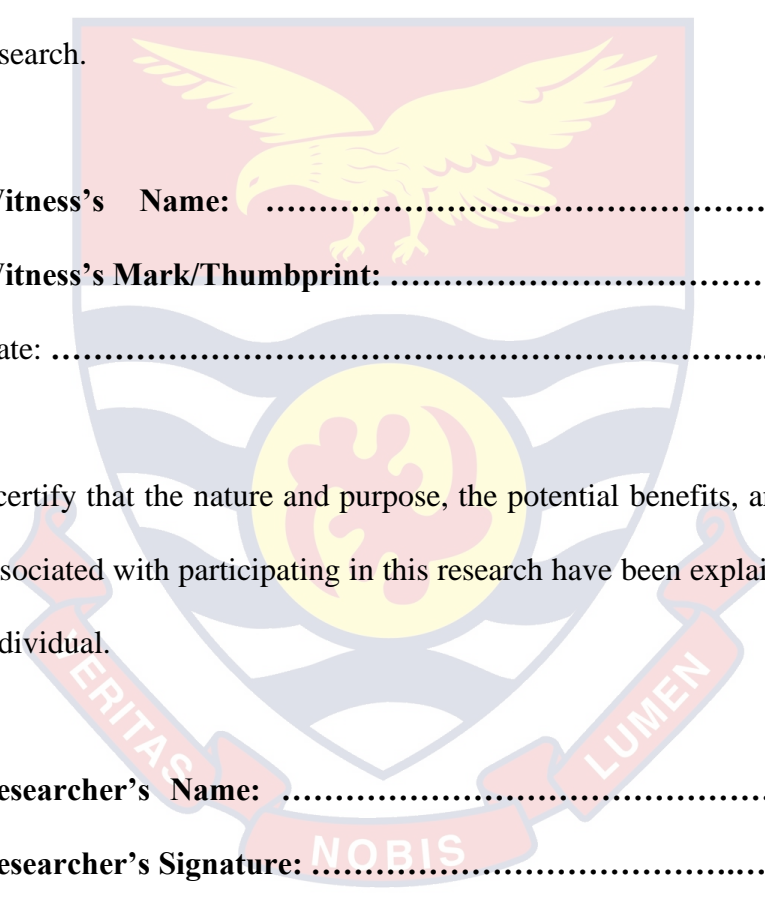 search.
itness's Name: ……………………………………………
itness's Mark/Thumbprint: …………………………………
ate: …………………………………………………………..
certify that the nature and purpose, the potential benefits, a
sociated with participating in this research have been explai
dividual.
esearcher's Name: ……………………………………………
esearcher's Signature: …………………………………..…
VERITAS NOBIS LUMEN